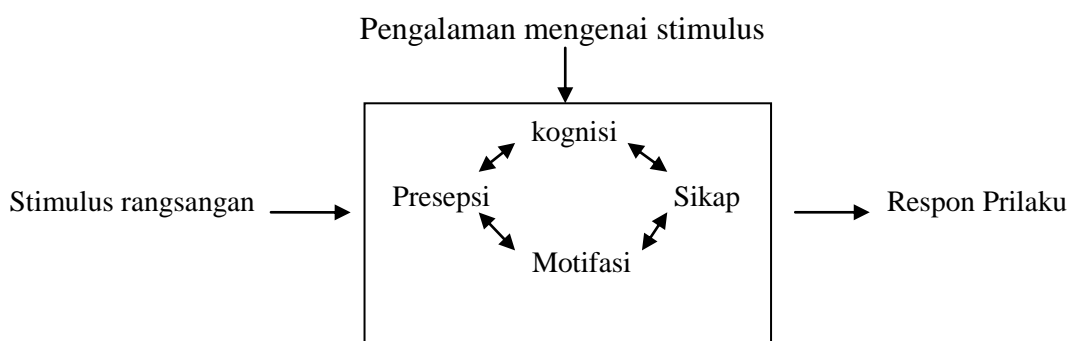 Pengalaman mengenai stimulus
kognisi
Stimulus rangsangan
Presepsi
Sikap
Respon Prilaku
Motifasi